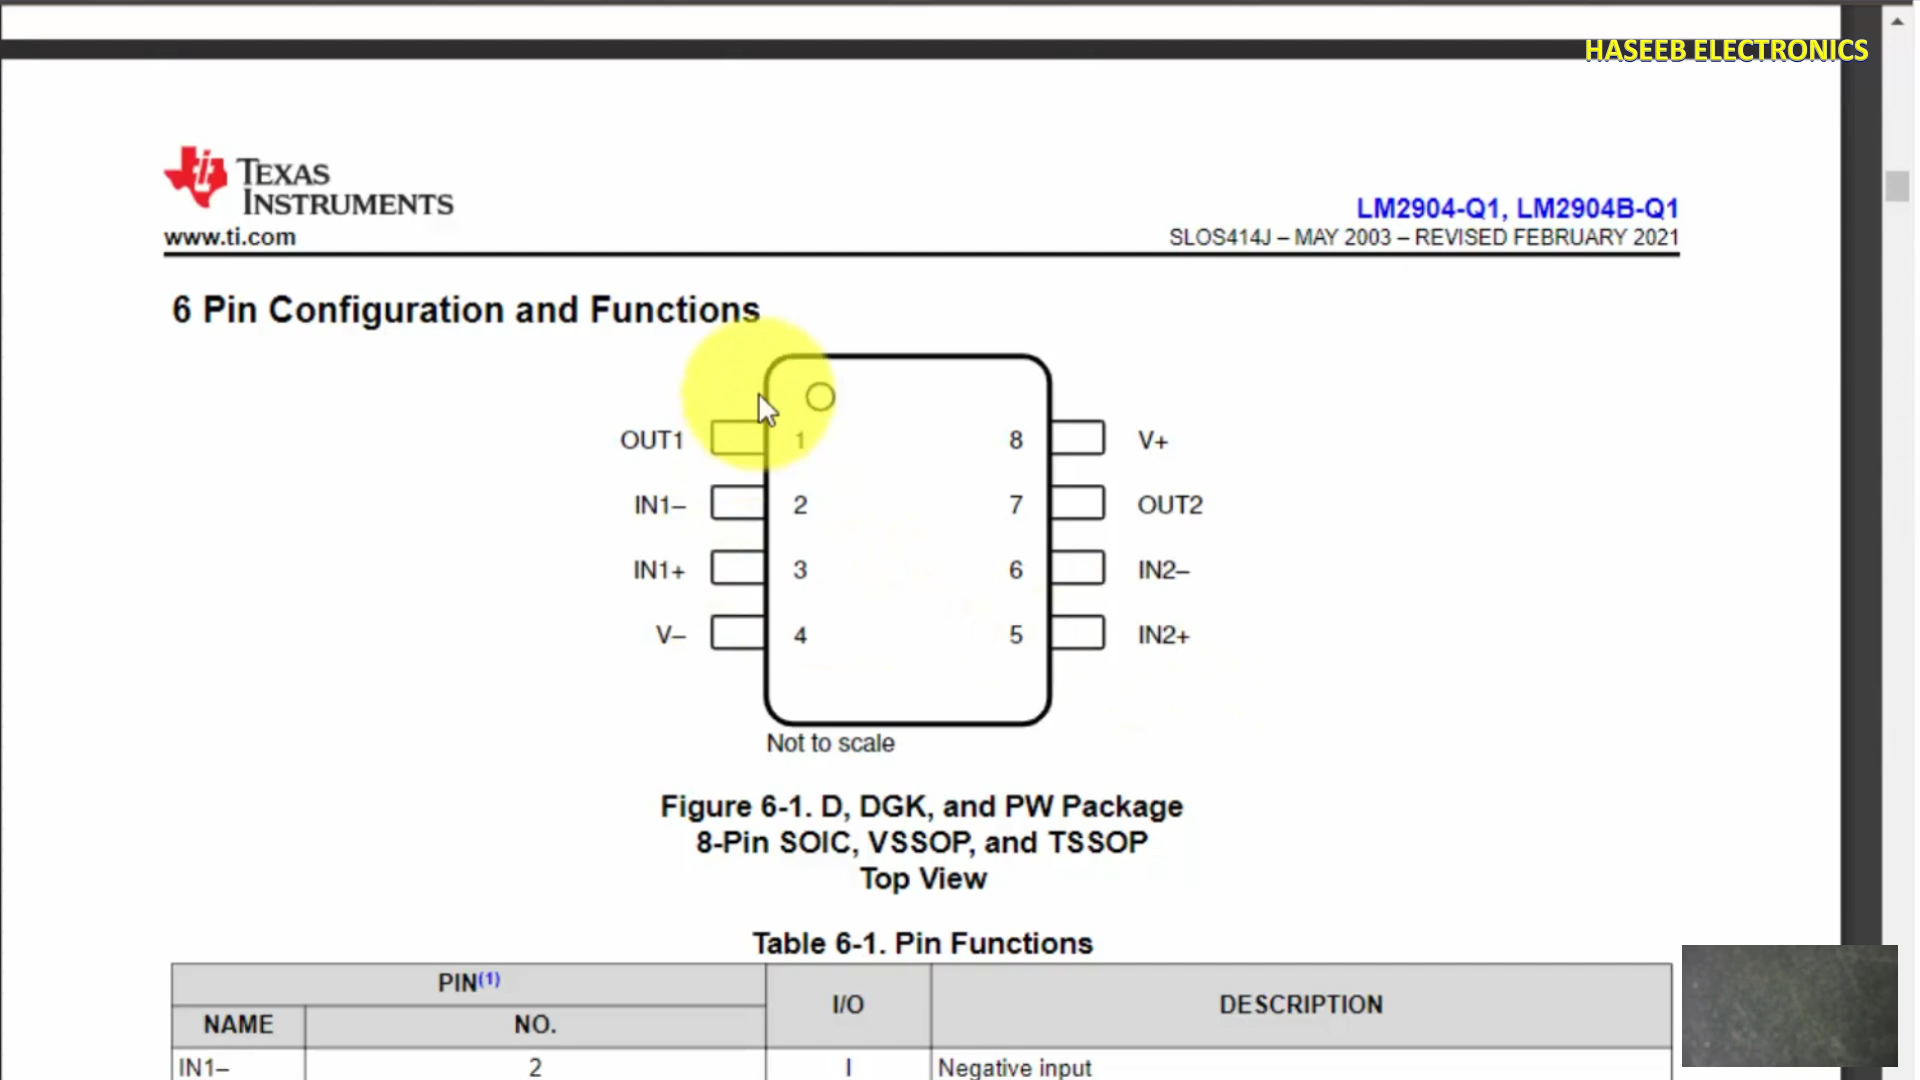 HASEEB ELECTRONICS
TEXAS
INSTRUMENTS
www.ti.com
LM2904-Q1, LM2904B-Q1
SLOS414J – MAY 2003 – REVISED FEBRUARY 2021
6 Pin Configuration and Functions
OUT1 1 8 V+
IN1– 2 7 OUT2
IN1+ 3 6 IN2–
V– 4 5 IN2+
Not to scale
Figure 6-1. D, DGK, and PW Package
8-Pin SOIC, VSSOP, and TSSOP
Top View
Table 6-1. Pin Functions
PIN(1) I/O DESCRIPTION
NAME NO.
IN1– 2 I Negative input